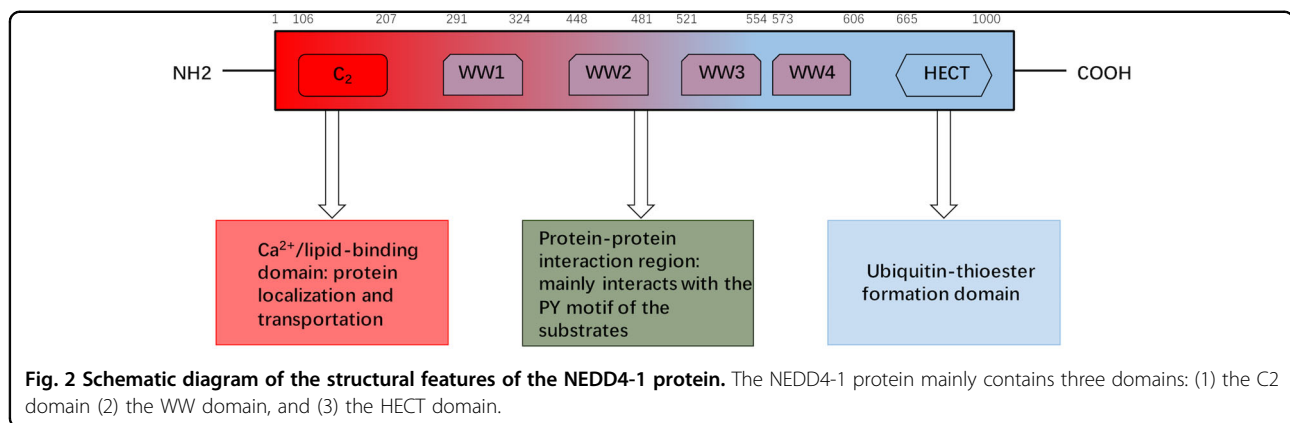 1 106 207 291 324 448 481 521 554 573 606 665 1000
NH2 C₂ WW1 WW2 WW3 WW4 HECT COOH
Ca²⁺/lipid-binding
domain: protein
localization and
transportation
Protein-protein
interaction region:
mainly interacts with the
PY motif of the
substrates
Ubiquitin-thioester
formation domain
Fig. 2 Schematic diagram of the structural features of the NEDD4-1 protein. The NEDD4-1 protein mainly contains three domains: (1) the C2
domain (2) the WW domain, and (3) the HECT domain.